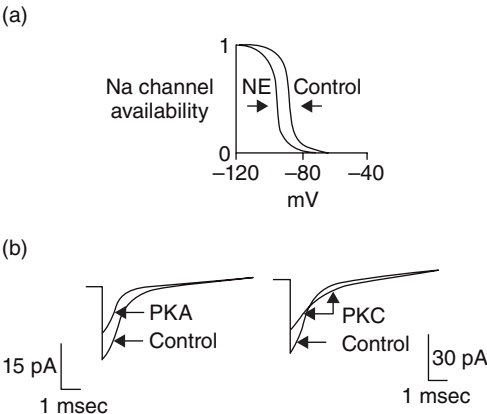 (a)
1
Na channel
availability
NE
Control
0
−120
−80
−40
mV
(b)
PKA
Control
15 pA
1 msec
PKC
Control
30 pA
1 msec